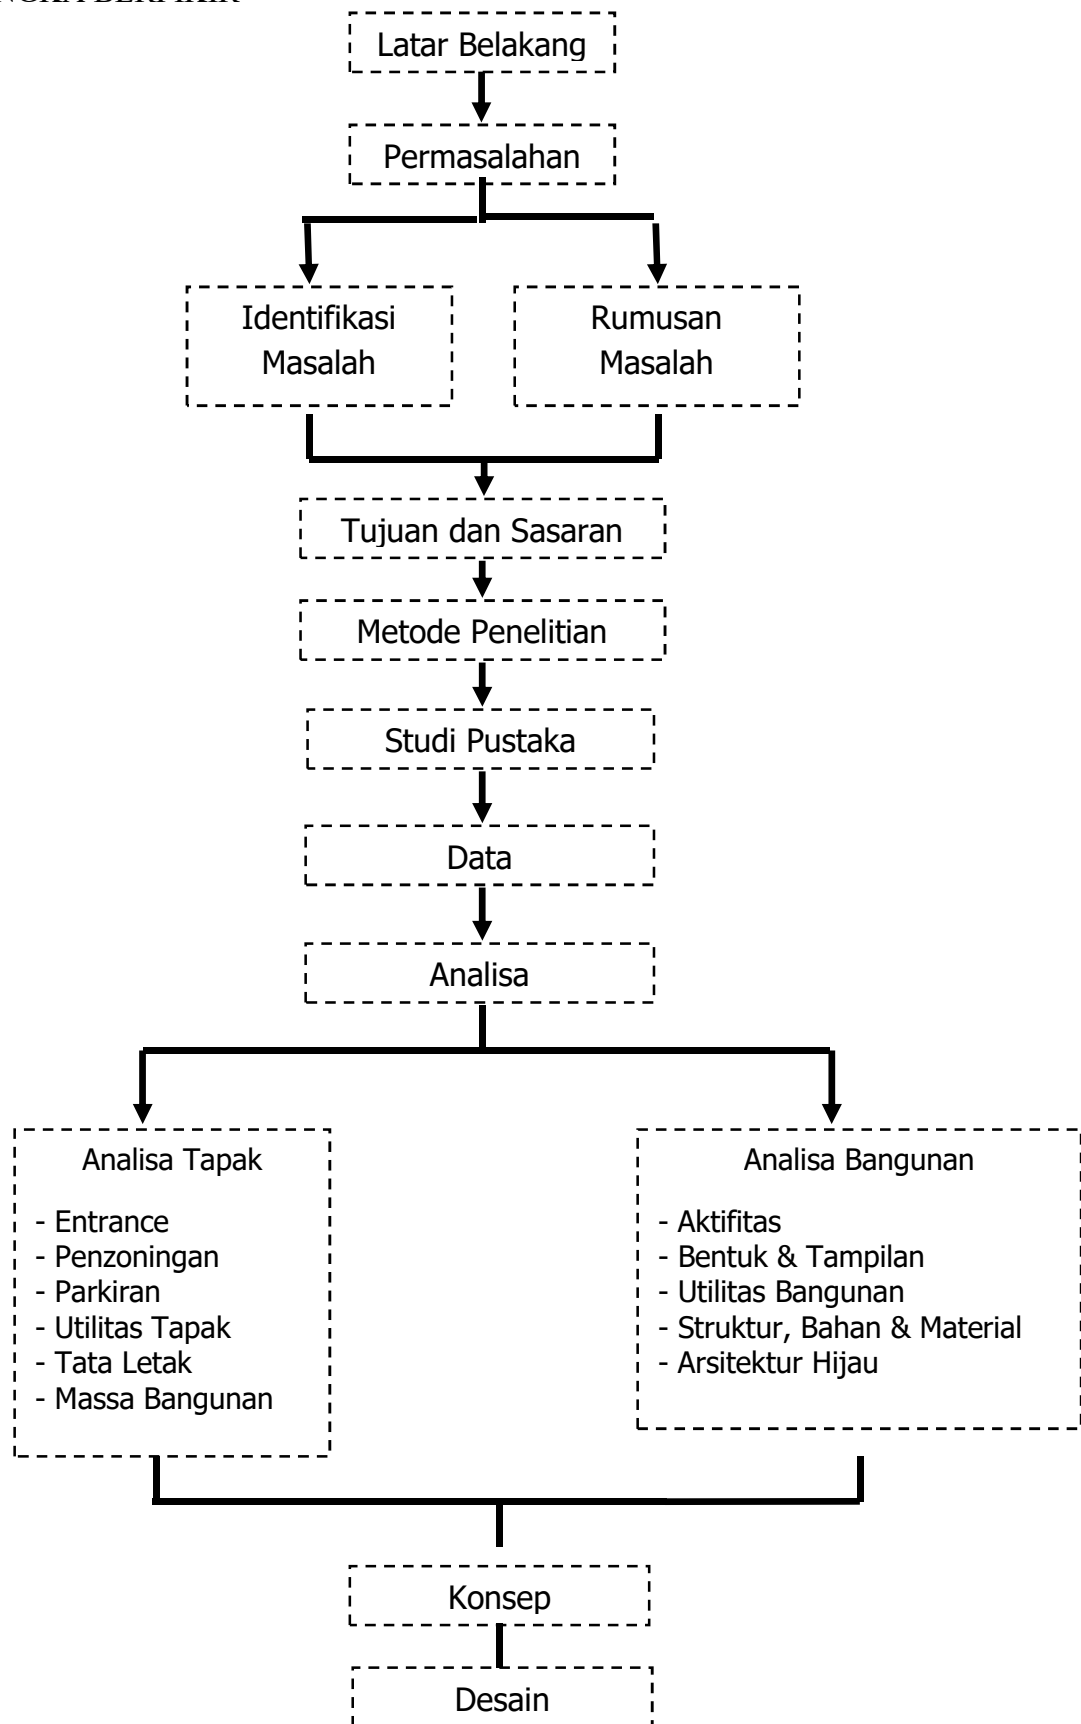 Latar Belakang
Permasalahan
Identifikasi
Masalah
Rumusan
Masalah
Tujuan dan Sasaran
Metode Penelitian
Studi Pustaka
Data
Analisa
Analisa Tapak
- Entrance
- Penzoningan
- Parkiran
- Utilitas Tapak
- Tata Letak
- Massa Bangunan
Analisa Bangunan
- Aktifitas
- Bentuk & Tampilan
- Utilitas Bangunan
- Struktur, Bahan & Material
- Arsitektur Hijau
Konsep
Desain